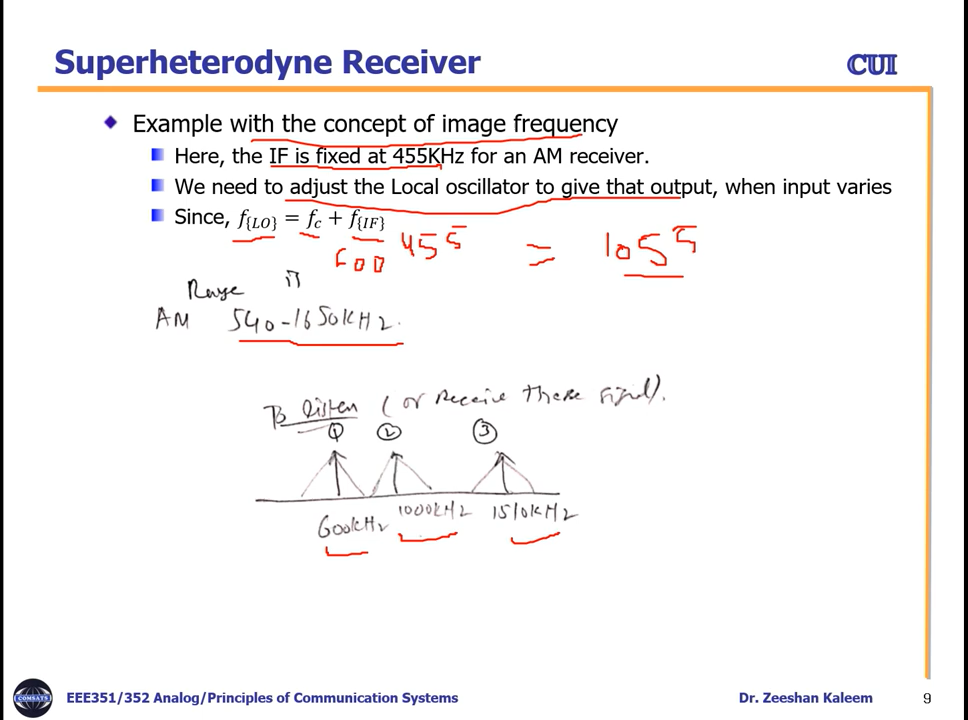 Superheterodyne Receiver
CUI
Example with the concept of image frequency
Here, the IF is fixed at 455KHz for an AM receiver.
We need to adjust the Local oscillator to give that output, when input varies
Since, f{LO} = fc + f{IF}
600 455 = 1055
Range is
AM 540-1650KHz.
To Listen (or receive these signal).
1 2 3
600KHz 1000KHz 1510KHz
COMSATS
EEE351/352 Analog/Principles of Communication Systems
Dr. Zeeshan Kaleem
9